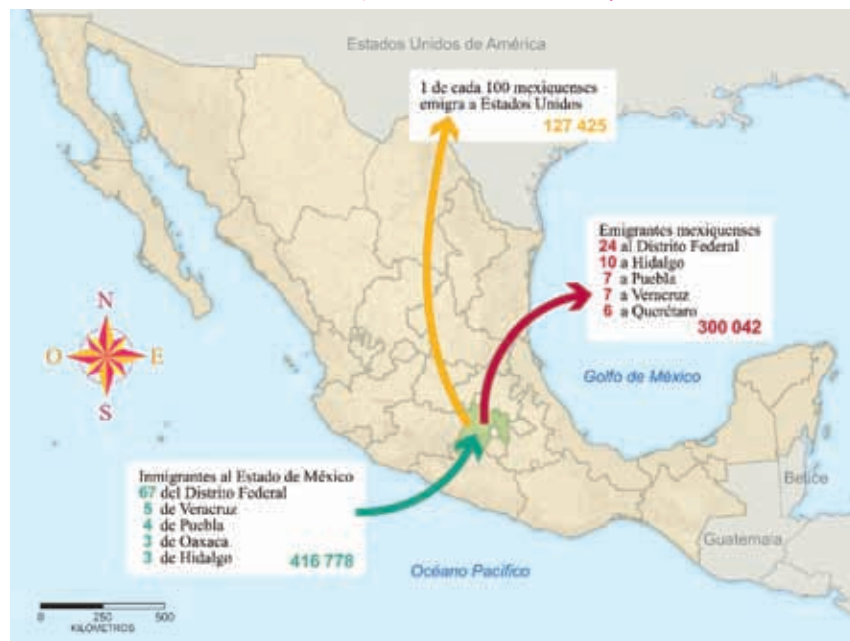 Estados Unidos de América
1 de cada 100 mexiquenses
emigra a Estados Unidos
127 425
Emigrantes mexiquenses
24 al Distrito Federal
10 a Hidalgo
7 a Puebla
7 a Veracruz
6 a Querétaro
300 042
N
O E
S
Golfo de México
Inmigrantes al Estado de México
67 del Distrito Federal
5 de Veracruz
4 de Puebla
3 de Oaxaca
3 de Hidalgo
416 778
Belice
Guatemala
Océano Pacífico
0 250 500
KILÓMETROS